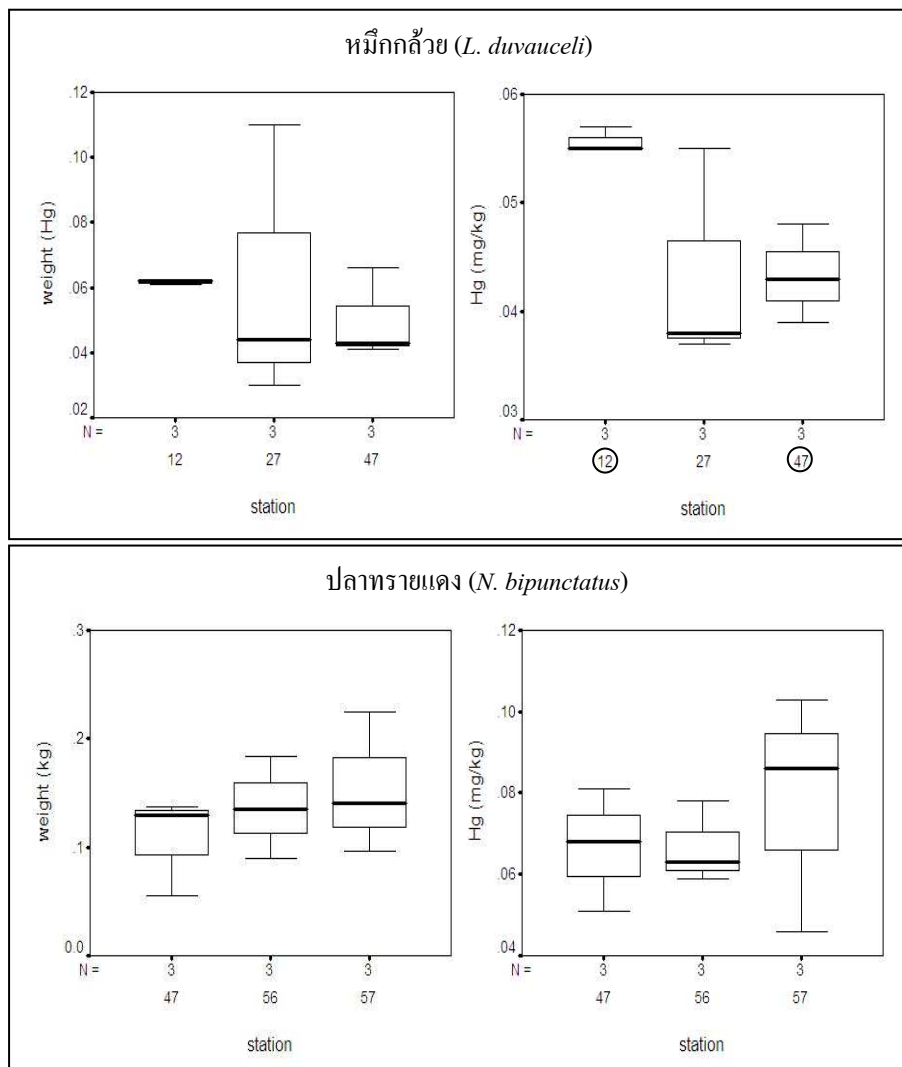 หมึกกล้วย (L. duvauceli)
.12
.10
.08
.06
.04
.02
weight (Hg)
N = 3 3 3
12 27 47
station
.06
.05
.04
.03
Hg (mg/kg)
N = 3 3 3
12 27 47
station
ปลาทรายแดง (N. bipunctatus)
.3
.2
.1
0.0
weight (kg)
N = 3 3 3
47 56 57
station
.12
.10
.08
.06
.04
Hg (mg/kg)
N = 3 3 3
47 56 57
station